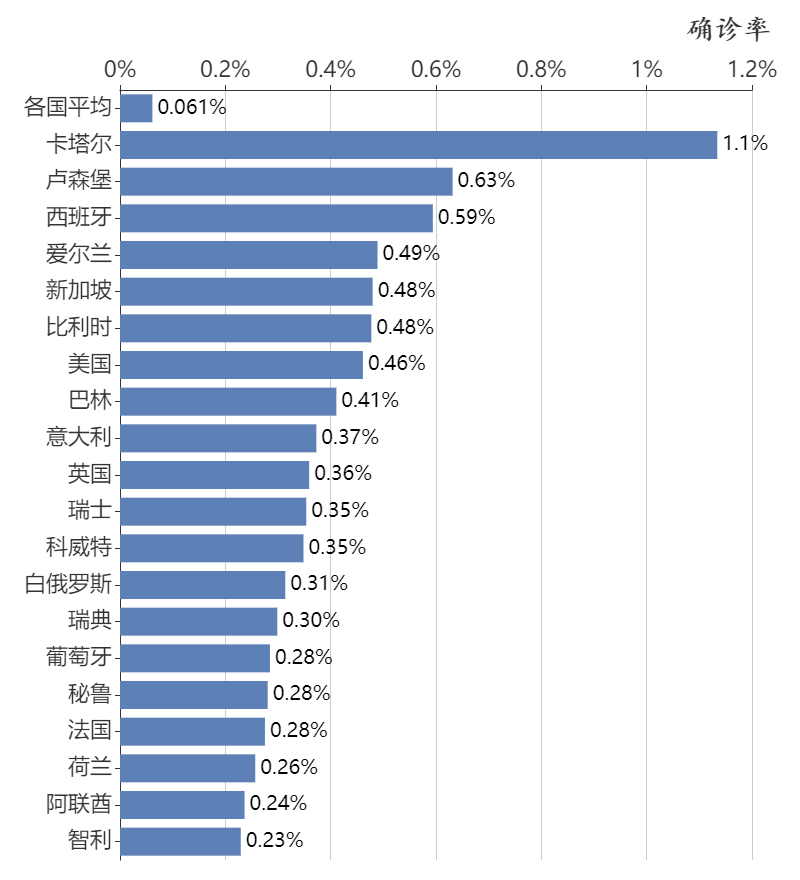 确诊率
0% 0.2% 0.4% 0.6% 0.8% 1% 1.2%
各国平均 0.061%
卡塔尔 1.1%
卢森堡 0.63%
西班牙 0.59%
爱尔兰 0.49%
新加坡 0.48%
比利时 0.48%
美国 0.46%
巴林 0.41%
意大利 0.37%
英国 0.36%
瑞士 0.35%
科威特 0.35%
白俄罗斯 0.31%
瑞典 0.30%
葡萄牙 0.28%
秘鲁 0.28%
法国 0.28%
荷兰 0.26%
阿联酋 0.24%
智利 0.23%